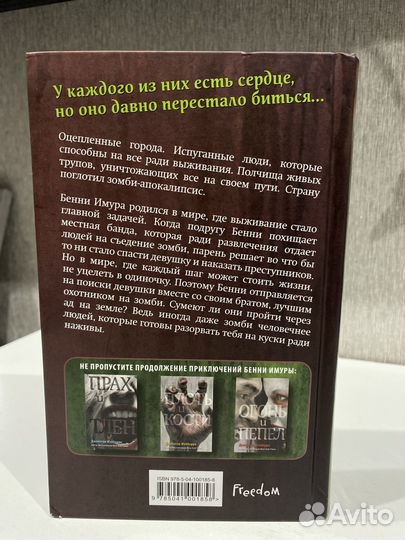 У каждого из них есть сердце,
но оно давно перестало биться...
Оцепленные города. Испуганные люди, которые
способны на все ради выживания. Полчища живых
трупов, уничтожающих все на своем пути. Страну
поглотил зомби-апокалипсис.
Бенни Имура родился в мире, где выживание стало
главной задачей. Когда подругу Бенни похищает
местная банда, которая ради развлечения отдает
людей на съедение зомби, парень решает во что бы
то ни стало спасти девушку и наказать преступников.
Но в мире, где каждый шаг может стоить жизни,
не уцелеть в одиночку. Поэтому Бенни отправляется
на поиски девушки вместе со своим братом, лучшим
охотником на зомби. Сумеют ли они пройти через
ад на земле? Ведь иногда даже зомби человечнее
людей, которые готовы разорвать тебя на куски ради
наживы.
НЕ ПРОПУСТИТЕ ПРОДОЛЖЕНИЕ ПРИКЛЮЧЕНИЙ БЕННИ ИМУРЫ:
ПРАХ
И
ТЛЕН
ПЛОТЬ
И
КОСТИ
ОГОНЬ
И
ПЕПЕЛ
ISBN 978-5-04-100185-8
9 785041 001858 >
Freedom
Avito